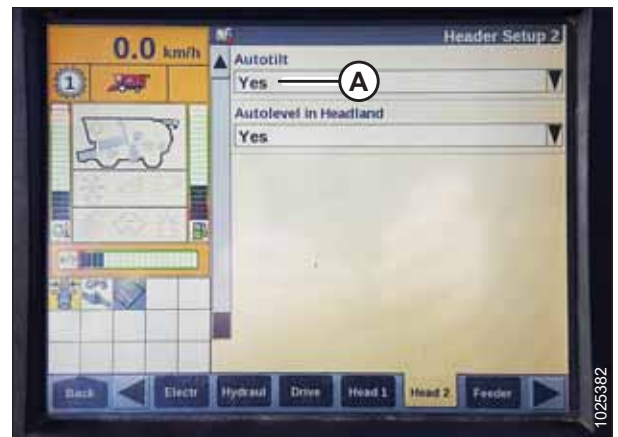 0.0 km/h
Header Setup 2
1
Autotilt
Yes
A
Autolevel in Headland
Yes
GPS
Back
Electr
Hydraul
Drive
Head 1
Head 2
Feeder
1025382